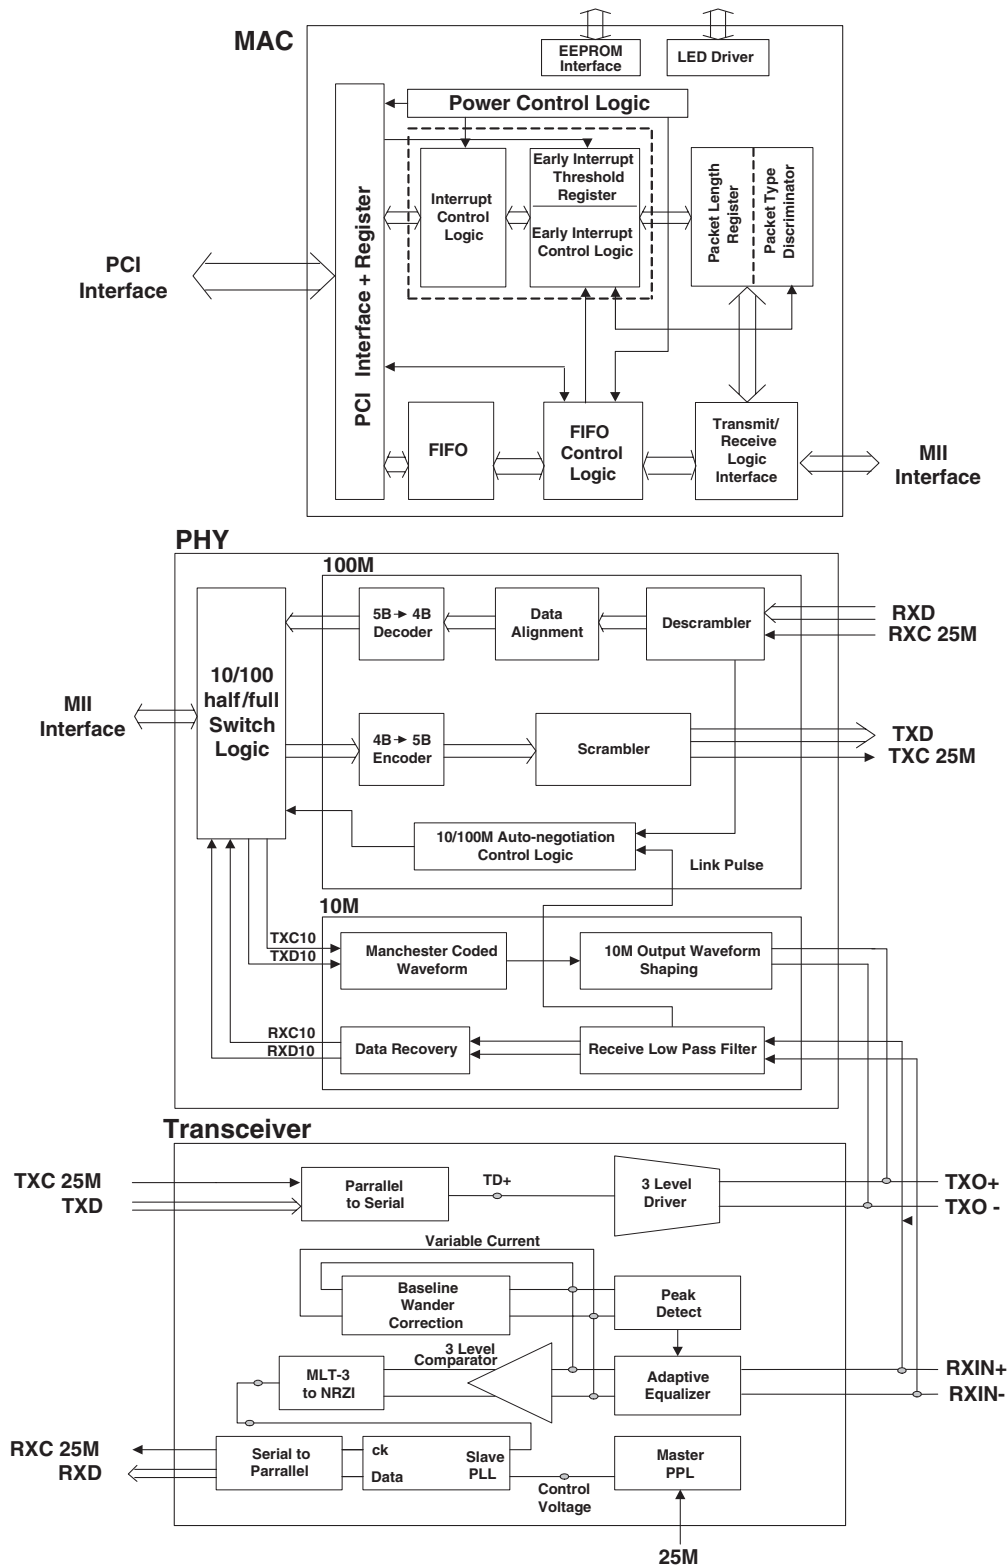 MAC
EEPROM
Interface
LED Driver
Power Control Logic
PCI Interface + Register
Interrupt
Control
Logic
Early Interrupt
Threshold
Register
Early Interrupt
Control Logic
Packet Length
Register
Packet Type
Discriminator
PCI
Interface
FIFO
FIFO
Control
Logic
Transmit/
Receive
Logic
Interface
MII
Interface
PHY
100M
5B → 4B
Decoder
Data
Alignment
Descrambler
RXD
RXC 25M
10/100
half/full
Switch
Logic
MII
Interface
4B → 5B
Encoder
Scrambler
TXD
TXC 25M
10/100M Auto-negotiation
Control Logic
Link Pulse
10M
TXC10
TXD10
Manchester Coded
Waveform
10M Output Waveform
Shaping
RXC10
RXD10
Data Recovery
Receive Low Pass Filter
Transceiver
TXC 25M
TXD
Parrallel
to Serial
TD+
3 Level
Driver
TXO+
TXO -
Variable Current
Baseline
Wander
Correction
Peak
Detect
3 Level
Comparator
MLT-3
to NRZI
Adaptive
Equalizer
RXIN+
RXIN-
RXC 25M
RXD
Serial to
Parrallel
ck
Data
Slave
PLL
Control
Voltage
Master
PPL
25M